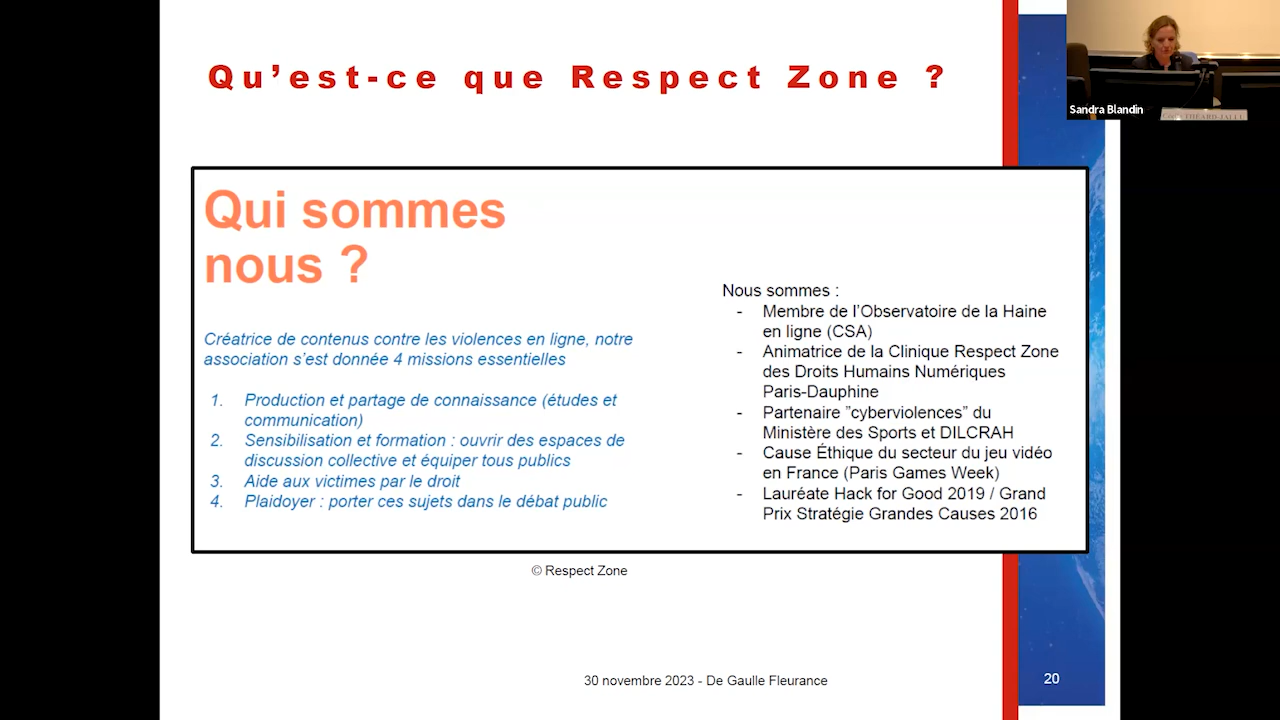 Qu’est-ce que Respect Zone ?
Sandra Blandin
Qui sommes
nous ?
Créatrice de contenus contre les violences en ligne, notre
association s’est donnée 4 missions essentielles
1. Production et partage de connaissance (études et
communication)
2. Sensibilisation et formation : ouvrir des espaces de
discussion collective et équiper tous publics
3. Aide aux victimes par le droit
4. Plaidoyer : porter ces sujets dans le débat public
Nous sommes :
- Membre de l’Observatoire de la Haine
en ligne (CSA)
- Animatrice de la Clinique Respect Zone
des Droits Humains Numériques
Paris-Dauphine
- Partenaire ”cyberviolences” du
Ministère des Sports et DILCRAH
- Cause Éthique du secteur du jeu vidéo
en France (Paris Games Week)
- Lauréate Hack for Good 2019 / Grand
Prix Stratégie Grandes Causes 2016
© Respect Zone
30 novembre 2023 - De Gaulle Fleurance
20